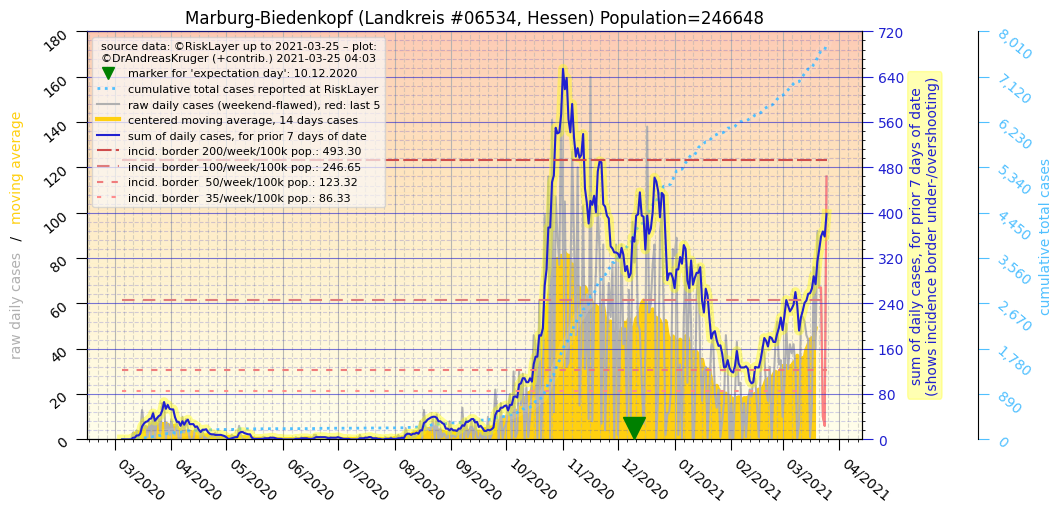 Marburg-Biedenkopf (Landkreis #06534, Hessen) Population=246648
source data: ©RiskLayer up to 2021-03-25 – plot:
©DrAndreasKruger (+contrib.) 2021-03-25 04:03
marker for 'expectation day': 10.12.2020
cumulative total cases reported at RiskLayer
raw daily cases (weekend-flawed), red: last 5
centered moving average, 14 days cases
sum of daily cases, for prior 7 days of date
incid. border 200/week/100k pop.: 493.30
incid. border 100/week/100k pop.: 246.65
incid. border  50/week/100k pop.: 123.32
incid. border  35/week/100k pop.: 86.33
raw daily cases  /  moving average
180
160
140
120
100
80
60
40
20
0
03/2020
04/2020
05/2020
06/2020
07/2020
08/2020
09/2020
10/2020
11/2020
12/2020
01/2021
02/2021
03/2021
04/2021
720
640
560
480
400
320
240
160
80
0
sum of daily cases, for prior 7 days of date
(shows incidence border under-/overshooting)
8,010
7,120
6,230
5,340
4,450
3,560
2,670
1,780
890
0
cumulative total cases